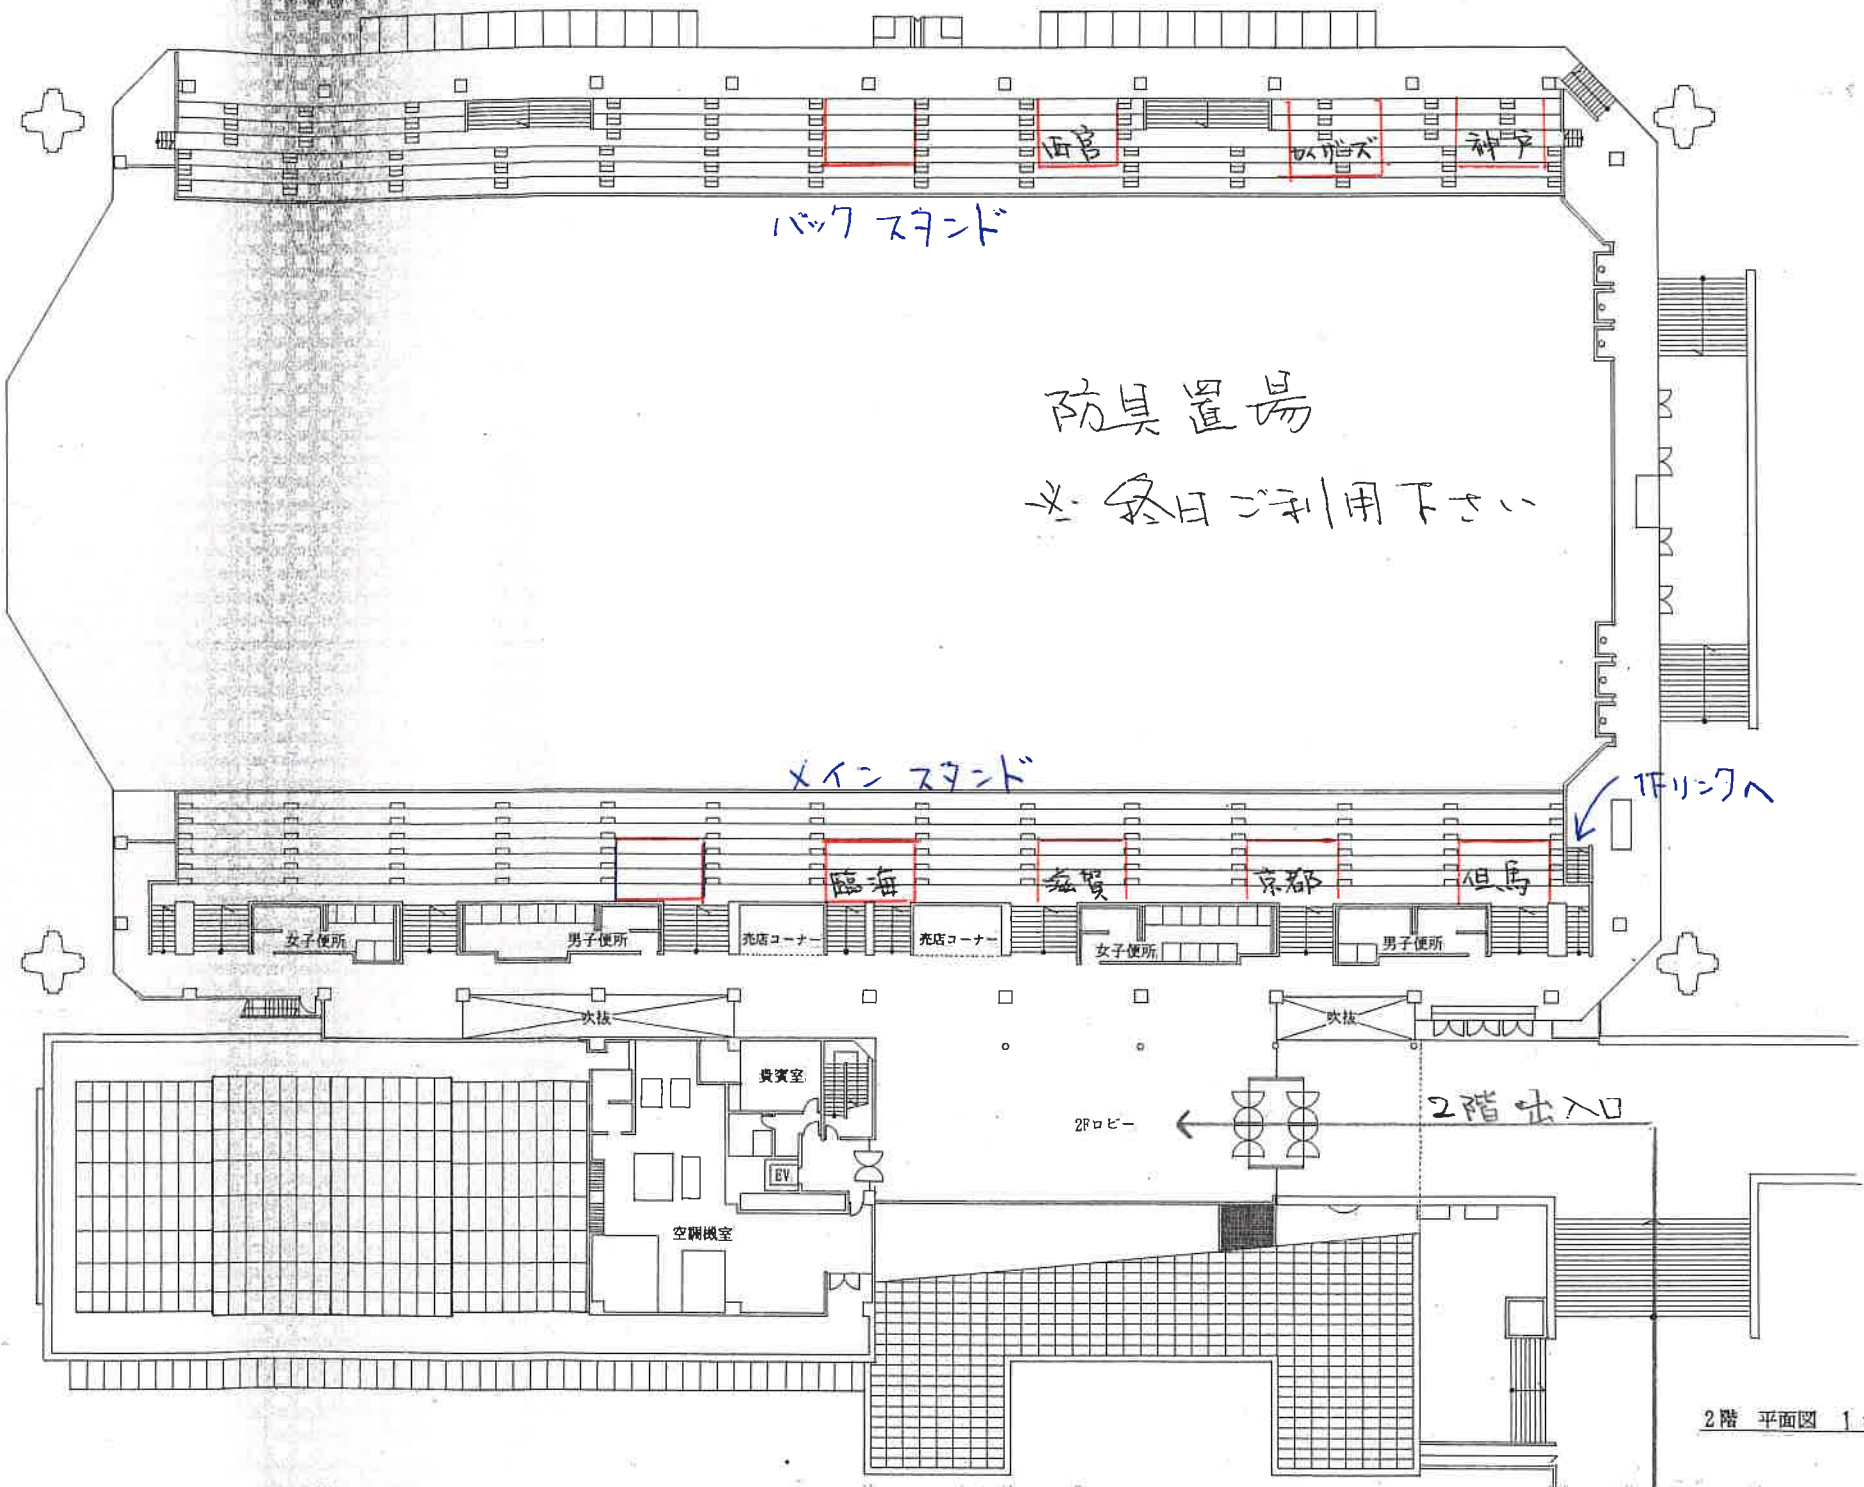 西宮
カイザーズ
神戸
バック スタンド
防具置場
※ 終日ご利用下さい
メイン スタンド
1Fリンクへ
臨海
滋賀
京都
但馬
女子便所
男子便所
売店コーナー
売店コーナー
女子便所
男子便所
吹抜
吹抜
貴賓室
2Fロビー
2階 出入口
EV
空調機室
2階 平面図 1